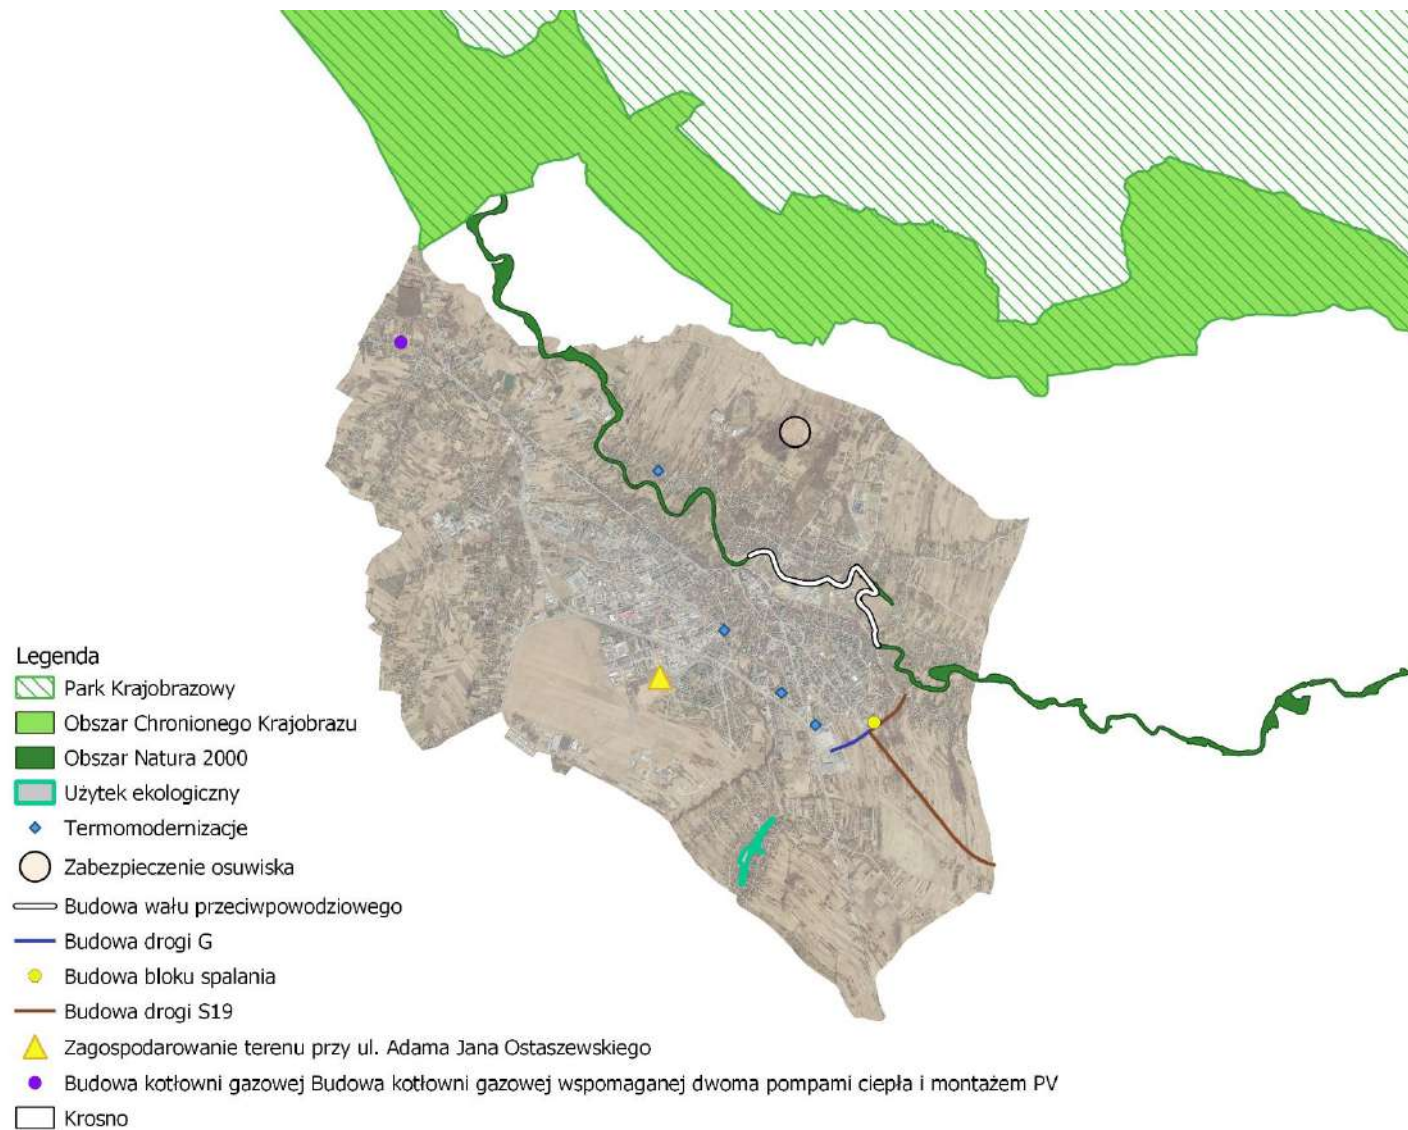 Legenda
Park Krajobrazowy
Obszar Chronionego Krajobrazu
Obszar Natura 2000
Użytek ekologiczny
Termomodernizacje
Zabezpieczenie osuwiska
Budowa wału przeciwpowodziowego
Budowa drogi G
Budowa bloku spalania
Budowa drogi S19
Zagospodarowanie terenu przy ul. Adama Jana Ostaszewskiego
Budowa kotłowni gazowej Budowa kotłowni gazowej wspomaganej dwoma pompami ciepła i montażem PV
Krosno